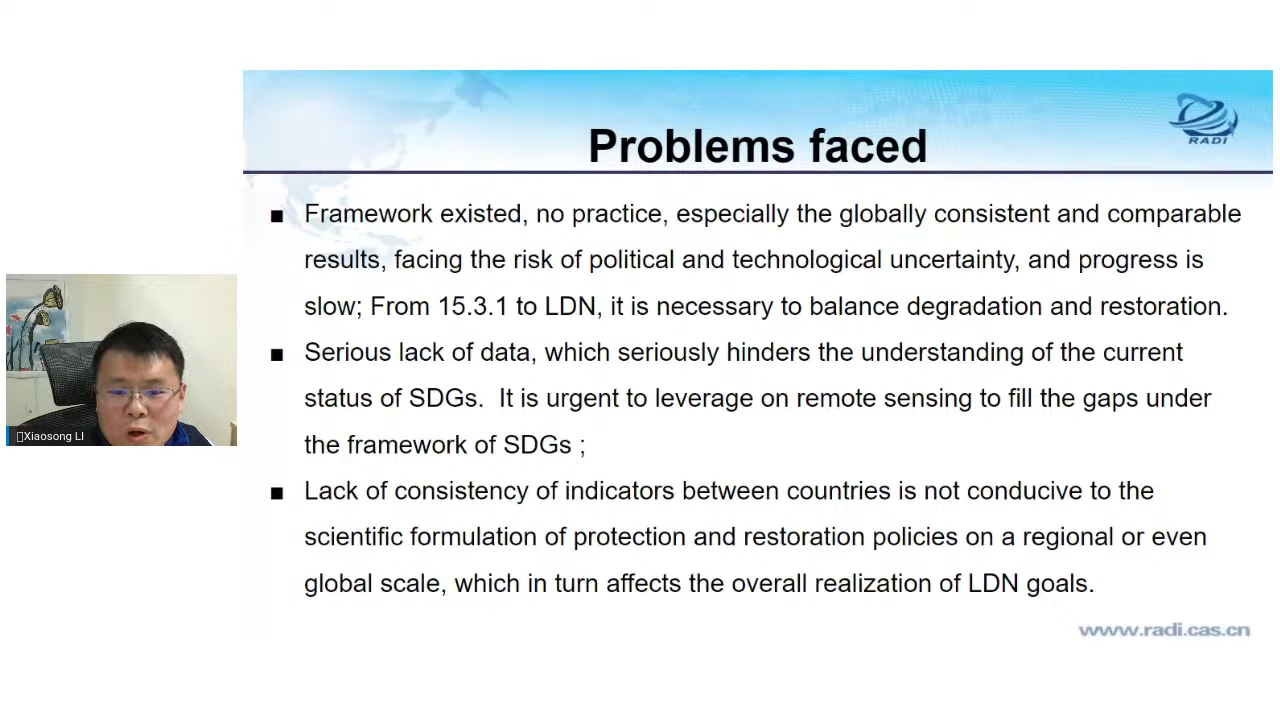 Problems faced
RADI
■ Framework existed, no practice, especially the globally consistent and comparable
results, facing the risk of political and technological uncertainty, and progress is
slow; From 15.3.1 to LDN, it is necessary to balance degradation and restoration.
■ Serious lack of data, which seriously hinders the understanding of the current
status of SDGs.  It is urgent to leverage on remote sensing to fill the gaps under
the framework of SDGs ;
■ Lack of consistency of indicators between countries is not conducive to the
scientific formulation of protection and restoration policies on a regional or even
global scale, which in turn affects the overall realization of LDN goals.
Xiaosong LI
www.radi.cas.cn